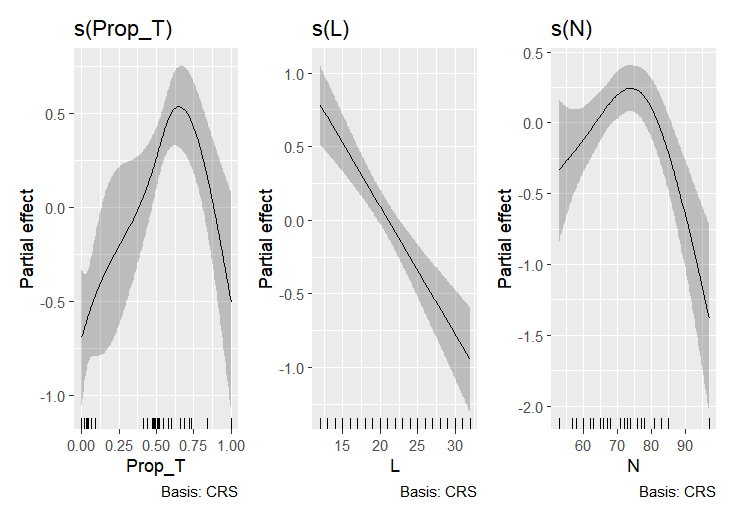 s(Prop_T)
Partial effect
0.5
0.0
-0.5
-1.0
0.00 0.25 0.50 0.75 1.00
Prop_T
Basis: CRS
s(L)
Partial effect
1.0
0.5
0.0
-0.5
-1.0
15 20 25 30
L
Basis: CRS
s(N)
Partial effect
0.5
0.0
-0.5
-1.0
-1.5
-2.0
60 70 80 90
N
Basis: CRS